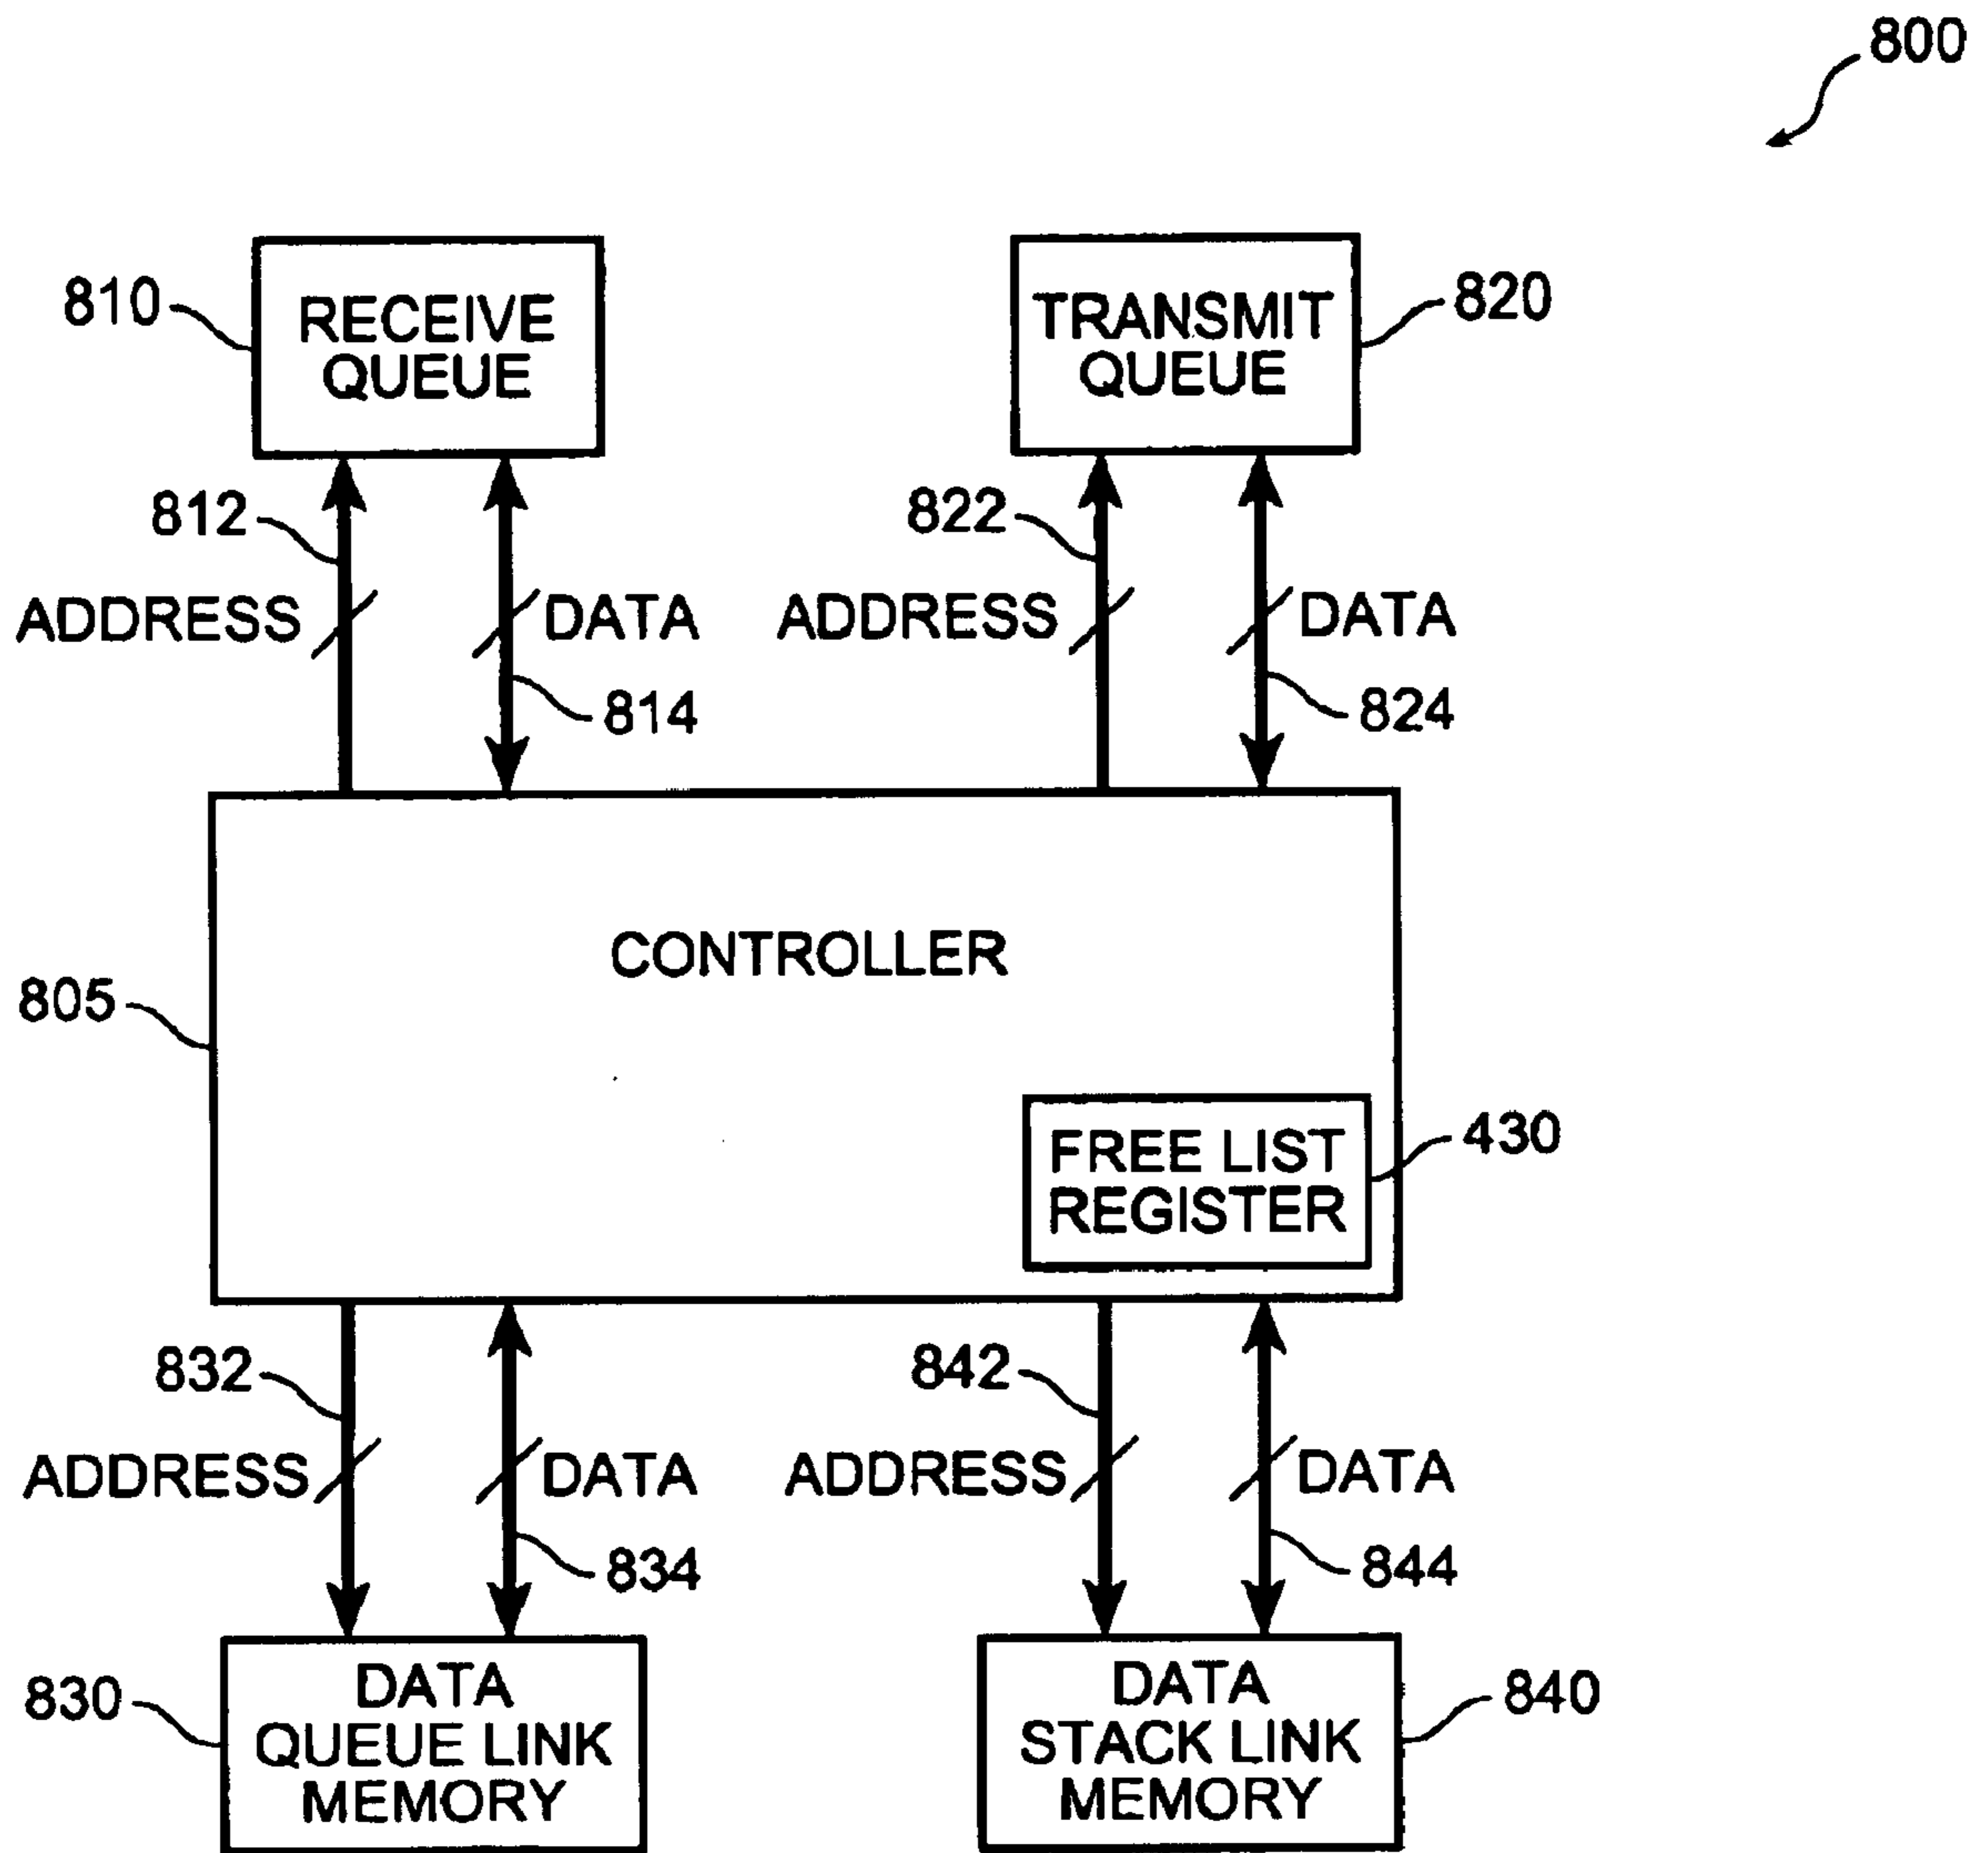 800
810
RECEIVE
QUEUE
TRANSMIT
QUEUE
820
812
822
ADDRESS
DATA
ADDRESS
DATA
814
824
CONTROLLER
805
FREE LIST
REGISTER
430
832
842
ADDRESS
DATA
ADDRESS
DATA
834
844
830
DATA
QUEUE LINK
MEMORY
DATA
STACK LINK
MEMORY
840